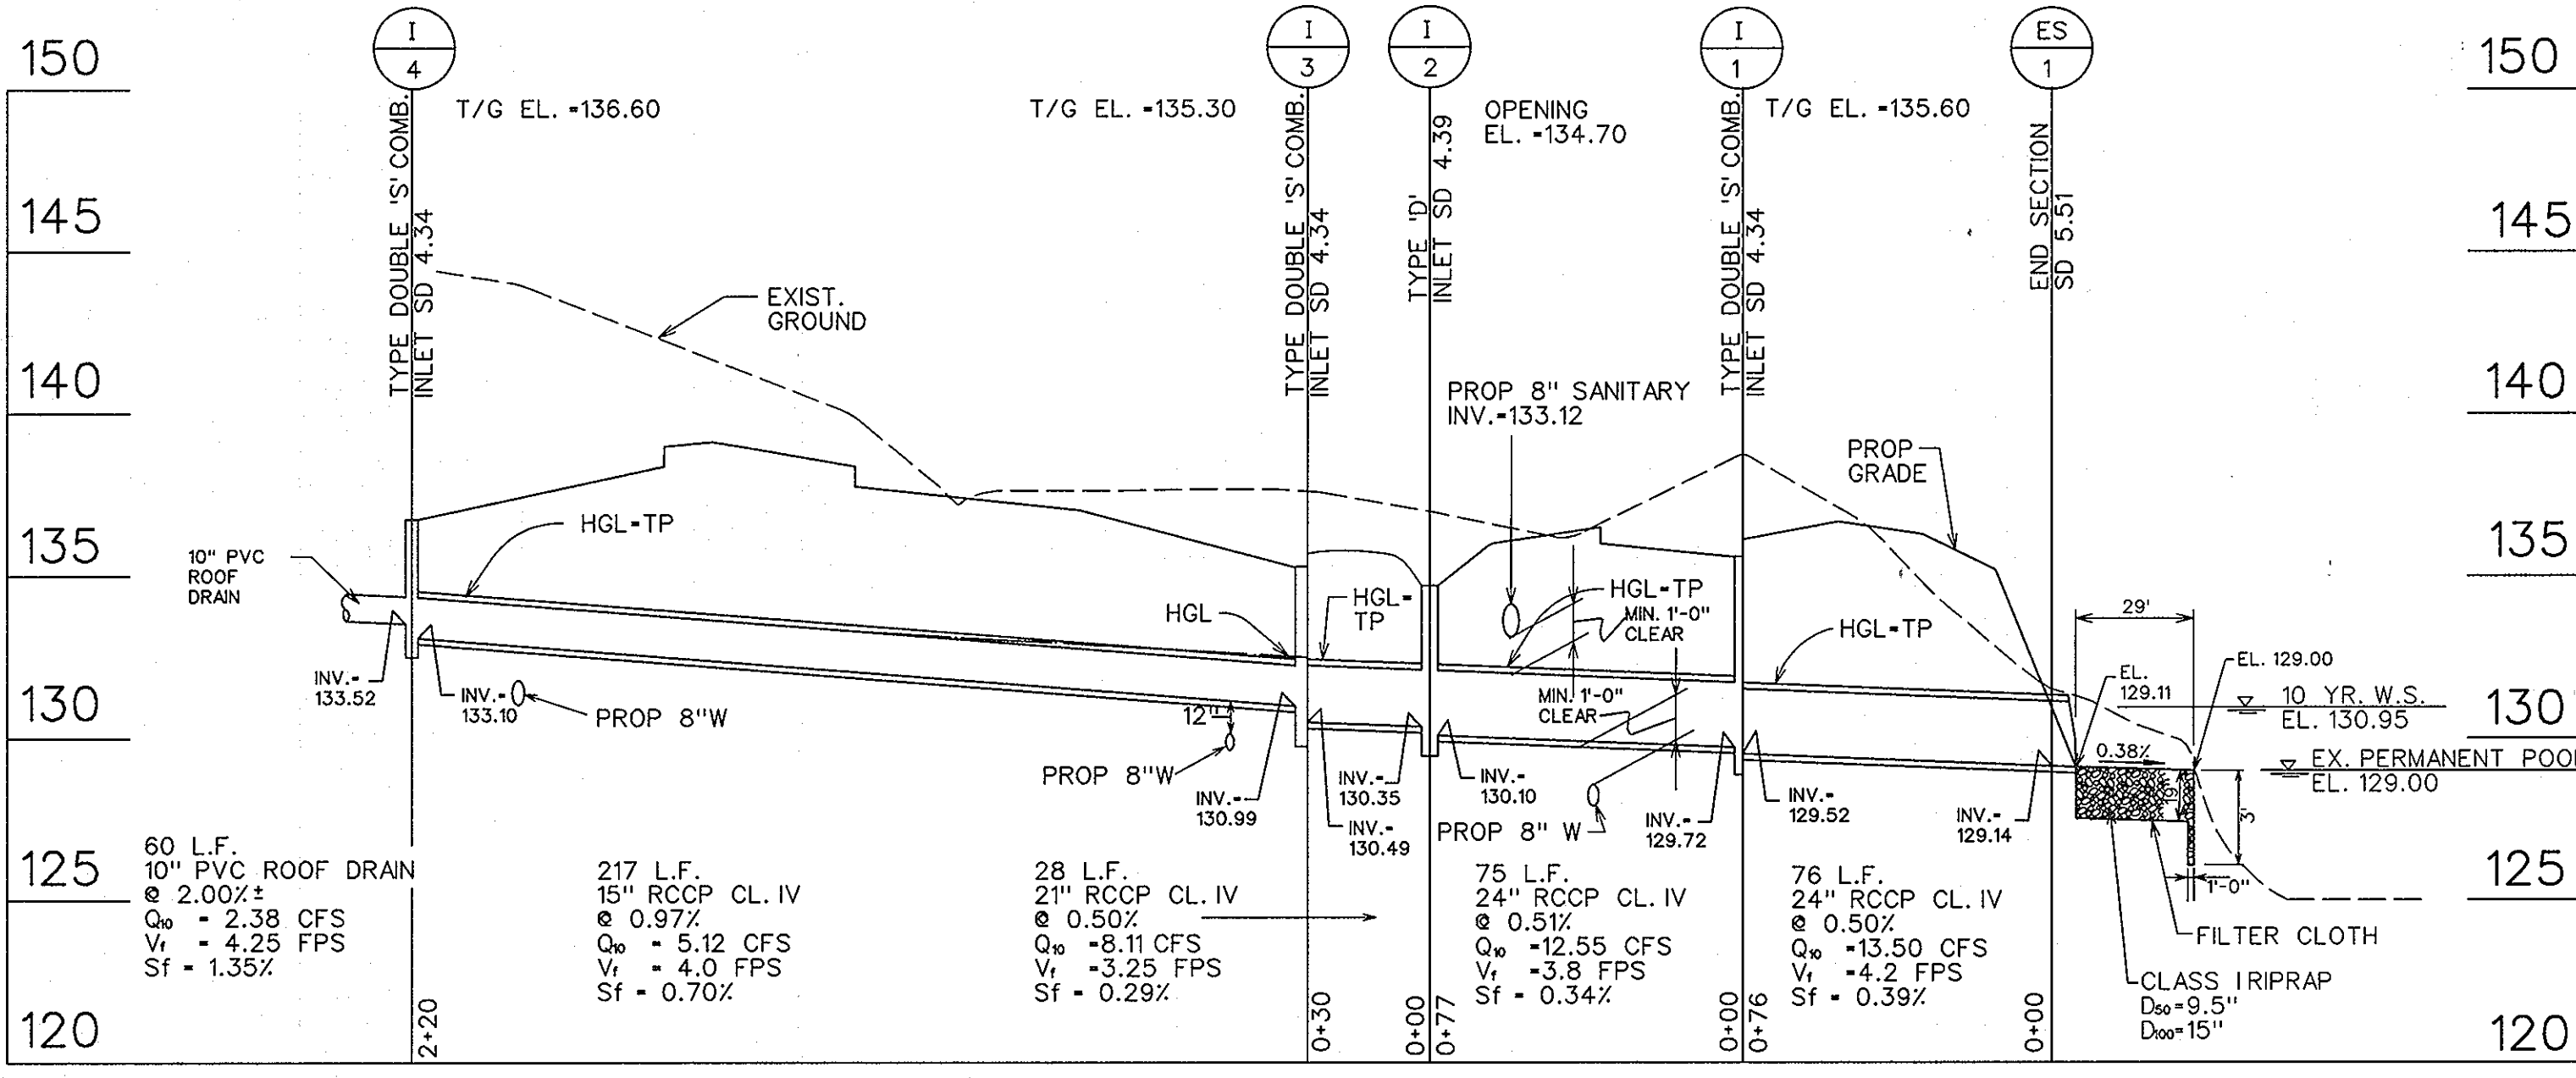 I
4
I
3
I
2
I
1
ES
1
150
145
140
135
130
125
120
150
145
140
135
130
125
120
T/G EL. =136.60
T/G EL. =135.30
OPENING
EL. =134.70
T/G EL. =135.60
TYPE DOUBLE 'S' COMB.
INLET SD 4.34
TYPE DOUBLE 'S' COMB.
INLET SD 4.34
TYPE 'D'
INLET SD 4.39
TYPE DOUBLE 'S' COMB.
INLET SD 4.34
END SECTION
SD 5.51
EXIST.
GROUND
PROP 8" SANITARY
INV.=133.12
PROP
GRADE
10" PVC
ROOF
DRAIN
HGL=TP
HGL
HGL=
TP
HGL=TP
MIN. 1'-0"
CLEAR
HGL=TP
MIN. 1'-0"
CLEAR
29'
EL. 129.00
EL.
129.11
10 YR. W.S.
EL. 130.95
EX. PERMANENT POOL
EL. 129.00
0.38%
19"
3'
1'-0"
INV.=
133.52
INV.=
133.10
PROP 8"W
12"
PROP 8"W
INV.=
130.99
INV.=
130.49
INV.=
130.35
INV.=
130.10
PROP 8" W
INV.=
129.72
INV.=
129.52
INV.=
129.14
60 L.F.
10" PVC ROOF DRAIN
@ 2.00%±
Q10 = 2.38 CFS
Vf = 4.25 FPS
Sf = 1.35%
217 L.F.
15" RCCP CL. IV
@ 0.97%
Q10 = 5.12 CFS
Vf = 4.0 FPS
Sf = 0.70%
28 L.F.
21" RCCP CL. IV
@ 0.50%
Q10 =8.11 CFS
Vf =3.25 FPS
Sf = 0.29%
75 L.F.
24" RCCP CL. IV
@ 0.51%
Q10 =12.55 CFS
Vf =3.8 FPS
Sf = 0.34%
76 L.F.
24" RCCP CL. IV
@ 0.50%
Q10 =13.50 CFS
Vf =4.2 FPS
Sf = 0.39%
FILTER CLOTH
CLASS I RIPRAP
D50=9.5"
D100=15"
2+20
0+30
0+00
0+77
0+00
0+76
0+00